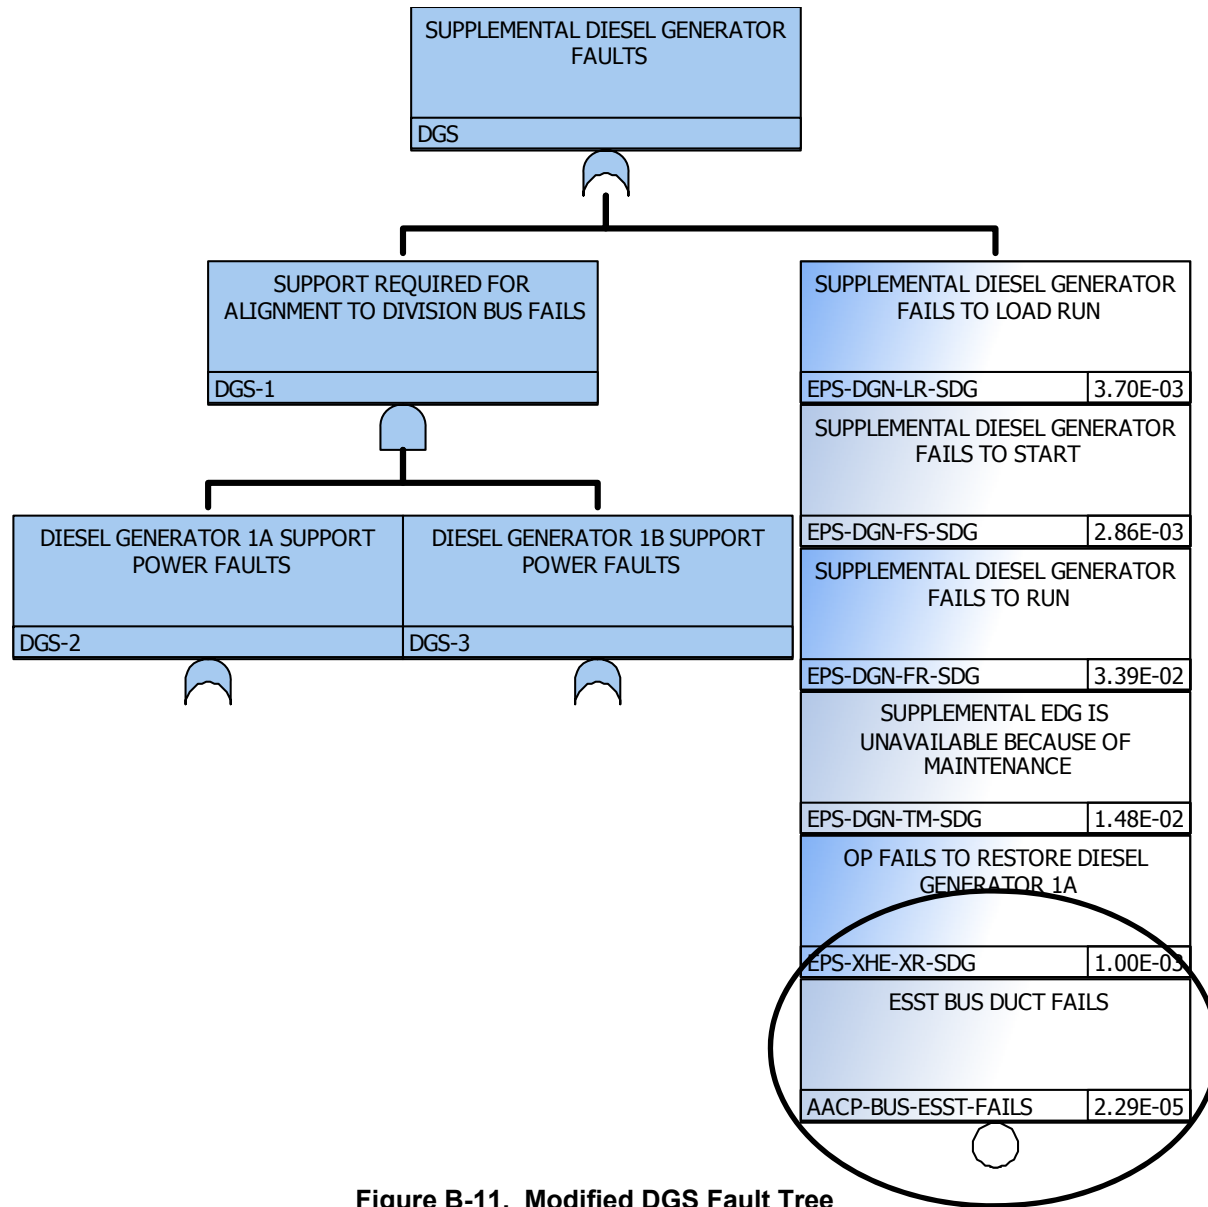 SUPPLEMENTAL DIESEL GENERATOR
FAULTS
DGS
SUPPORT REQUIRED FOR
ALIGNMENT TO DIVISION BUS FAILS
DGS-1
DIESEL GENERATOR 1A SUPPORT
POWER FAULTS
DGS-2
DIESEL GENERATOR 1B SUPPORT
POWER FAULTS
DGS-3
SUPPLEMENTAL DIESEL GENERATOR
FAILS TO LOAD RUN
EPS-DGN-LR-SDG 3.70E-03
SUPPLEMENTAL DIESEL GENERATOR
FAILS TO START
EPS-DGN-FS-SDG 2.86E-03
SUPPLEMENTAL DIESEL GENERATOR
FAILS TO RUN
EPS-DGN-FR-SDG 3.39E-02
SUPPLEMENTAL EDG IS
UNAVAILABLE BECAUSE OF
MAINTENANCE
EPS-DGN-TM-SDG 1.48E-02
OP FAILS TO RESTORE DIESEL
GENERATOR 1A
EPS-XHE-XR-SDG 1.00E-03
ESST BUS DUCT FAILS
AACP-BUS-ESST-FAILS 2.29E-05
Figure B-11. Modified DGS Fault Tree